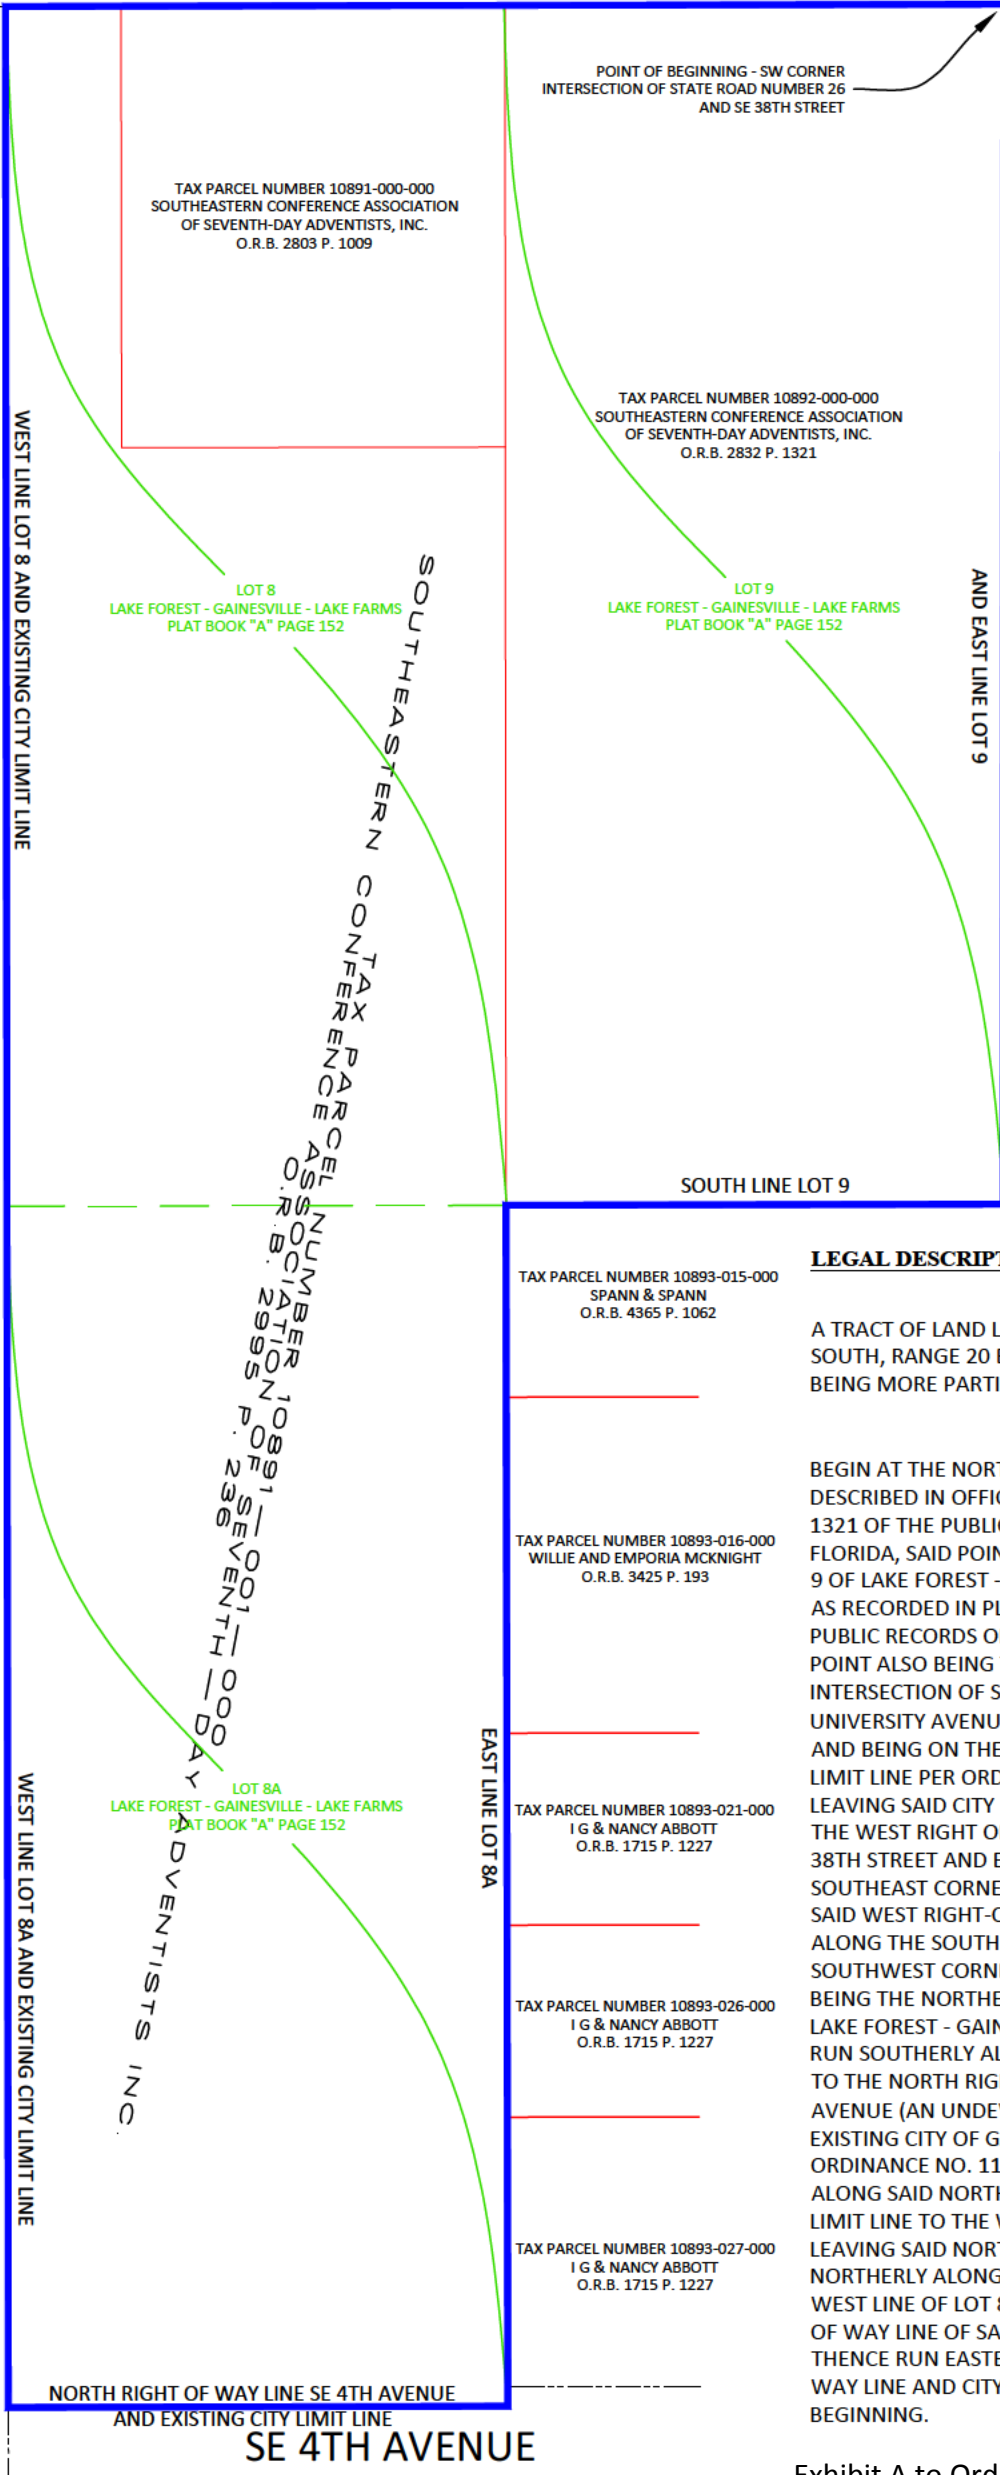 POINT OF BEGINNING - SW CORNER
INTERSECTION OF STATE ROAD NUMBER 26
AND SE 38TH STREET
TAX PARCEL NUMBER 10891-000-000
SOUTHEASTERN CONFERENCE ASSOCIATION
OF SEVENTH-DAY ADVENTISTS, INC.
O.R.B. 2803 P. 1009
TAX PARCEL NUMBER 10892-000-000
SOUTHEASTERN CONFERENCE ASSOCIATION
OF SEVENTH-DAY ADVENTISTS, INC.
O.R.B. 2832 P. 1321
WEST LINE LOT 8 AND EXISTING CITY LIMIT LINE
LOT 8
LAKE FOREST - GAINESVILLE - LAKE FARMS
PLAT BOOK "A" PAGE 152
LOT 9
LAKE FOREST - GAINESVILLE - LAKE FARMS
PLAT BOOK "A" PAGE 152
AND EAST LINE LOT 9
TAX PARCEL NUMBER 10891-001-000
SOUTHEASTERN CONFERENCE ASSOCIATION OF SEVENTH-DAY ADVENTISTS INC.
O.R.B. 2995 P. 236
SOUTH LINE LOT 9
TAX PARCEL NUMBER 10893-015-000
SPANN & SPANN
O.R.B. 4365 P. 1062
TAX PARCEL NUMBER 10893-016-000
WILLIE AND EMPORIA MCKNIGHT
O.R.B. 3425 P. 193
EAST LINE LOT 8A
TAX PARCEL NUMBER 10893-021-000
I G & NANCY ABBOTT
O.R.B. 1715 P. 1227
LOT 8A
LAKE FOREST - GAINESVILLE - LAKE FARMS
PLAT BOOK "A" PAGE 152
WEST LINE LOT 8A AND EXISTING CITY LIMIT LINE
TAX PARCEL NUMBER 10893-026-000
I G & NANCY ABBOTT
O.R.B. 1715 P. 1227
TAX PARCEL NUMBER 10893-027-000
I G & NANCY ABBOTT
O.R.B. 1715 P. 1227
NORTH RIGHT OF WAY LINE SE 4TH AVENUE
AND EXISTING CITY LIMIT LINE
SE 4TH AVENUE
LEGAL DESCRIPT
A TRACT OF LAND L
SOUTH, RANGE 20
BEING MORE PARTI
BEGIN AT THE NORT
DESCRIBED IN OFFIC
1321 OF THE PUBLIC
FLORIDA, SAID POIN
9 OF LAKE FOREST -
AS RECORDED IN PL
PUBLIC RECORDS O
POINT ALSO BEING
INTERSECTION OF S
UNIVERSITY AVENU
AND BEING ON THE
LIMIT LINE PER ORD
LEAVING SAID CITY
THE WEST RIGHT O
38TH STREET AND E
SOUTHEAST CORNE
SAID WEST RIGHT-O
ALONG THE SOUTH
SOUTHWEST CORN
BEING THE NORTHE
LAKE FOREST - GAIN
RUN SOUTHERLY AL
TO THE NORTH RIG
AVENUE (AN UNDE
EXISTING CITY OF G
ORDINANCE NO. 11
ALONG SAID NORTH
LIMIT LINE TO THE
LEAVING SAID NORT
NORTHERLY ALONG
WEST LINE OF LOT 8
OF WAY LINE OF SA
THENCE RUN EASTE
WAY LINE AND CITY
BEGINNING.
Exhibit A to Ord